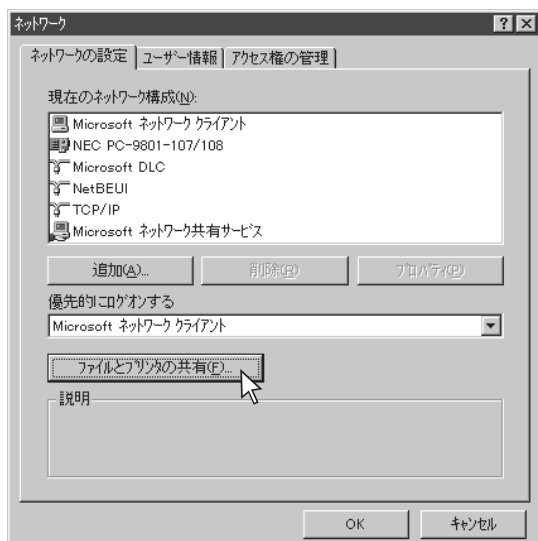 ネットワーク
ネットワークの設定 ユーザー情報 アクセス権の管理
現在のネットワーク構成(N):
Microsoft ネットワーク クライアント
NEC PC-9801-107/108
Microsoft DLC
NetBEUI
TCP/IP
Microsoft ネットワーク共有サービス
追加(A)... 削除(R) プロパティ(P)
優先的にログオンする
Microsoft ネットワーク クライアント
ファイルとプリンタの共有(F)...
説明
OK キャンセル